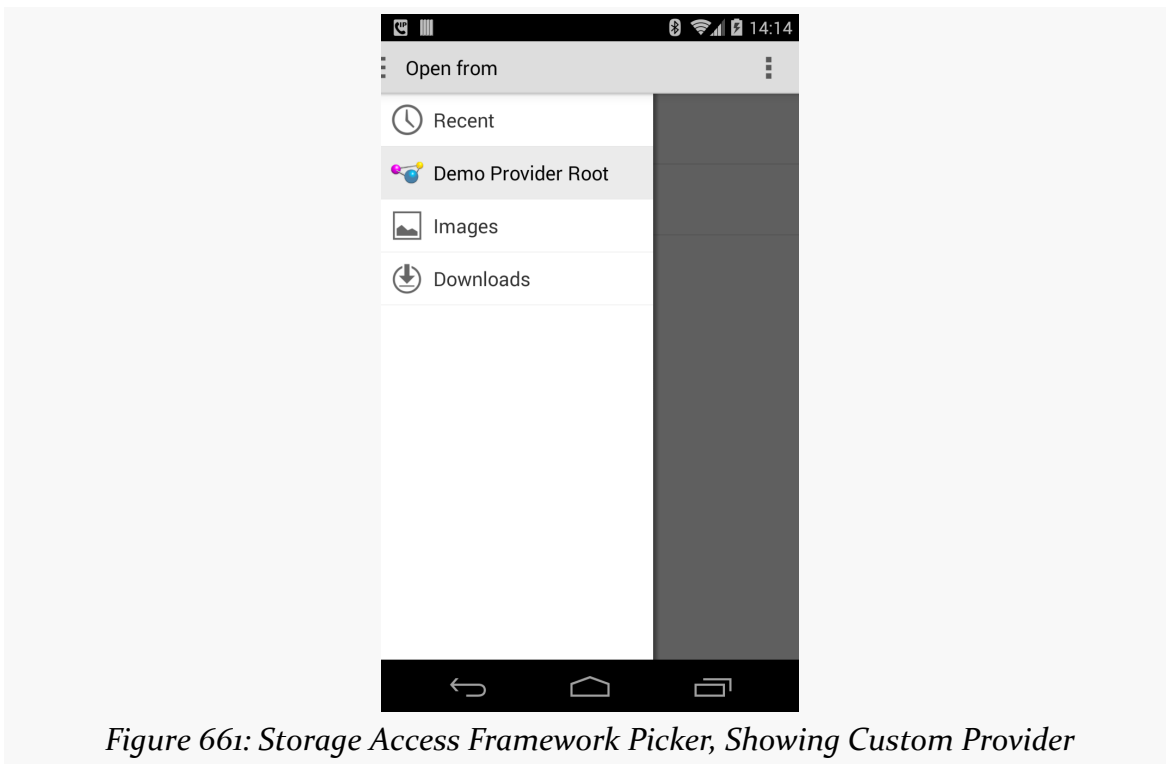 14:14
Open from
Recent
Demo Provider Root
Images
Downloads
Figure 661: Storage Access Framework Picker, Showing Custom Provider